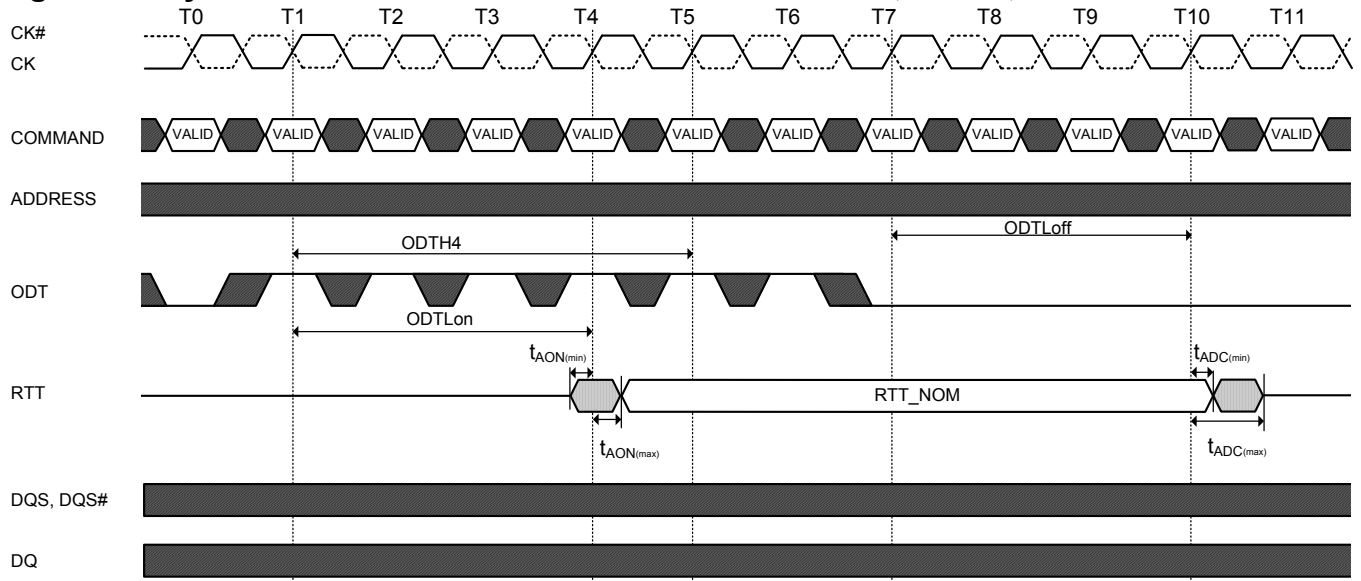 T0 T1 T2 T3 T4 T5 T6 T7 T8 T9 T10 T11
CK#
CK
COMMAND VALID VALID VALID VALID VALID VALID VALID VALID VALID VALID VALID VALID
ADDRESS
ODTLoff
ODTH4
ODT
ODTLon
tAON(min) tADC(min)
RTT RTT_NOM
tAON(max) tADC(max)
DQS, DQS#
DQ